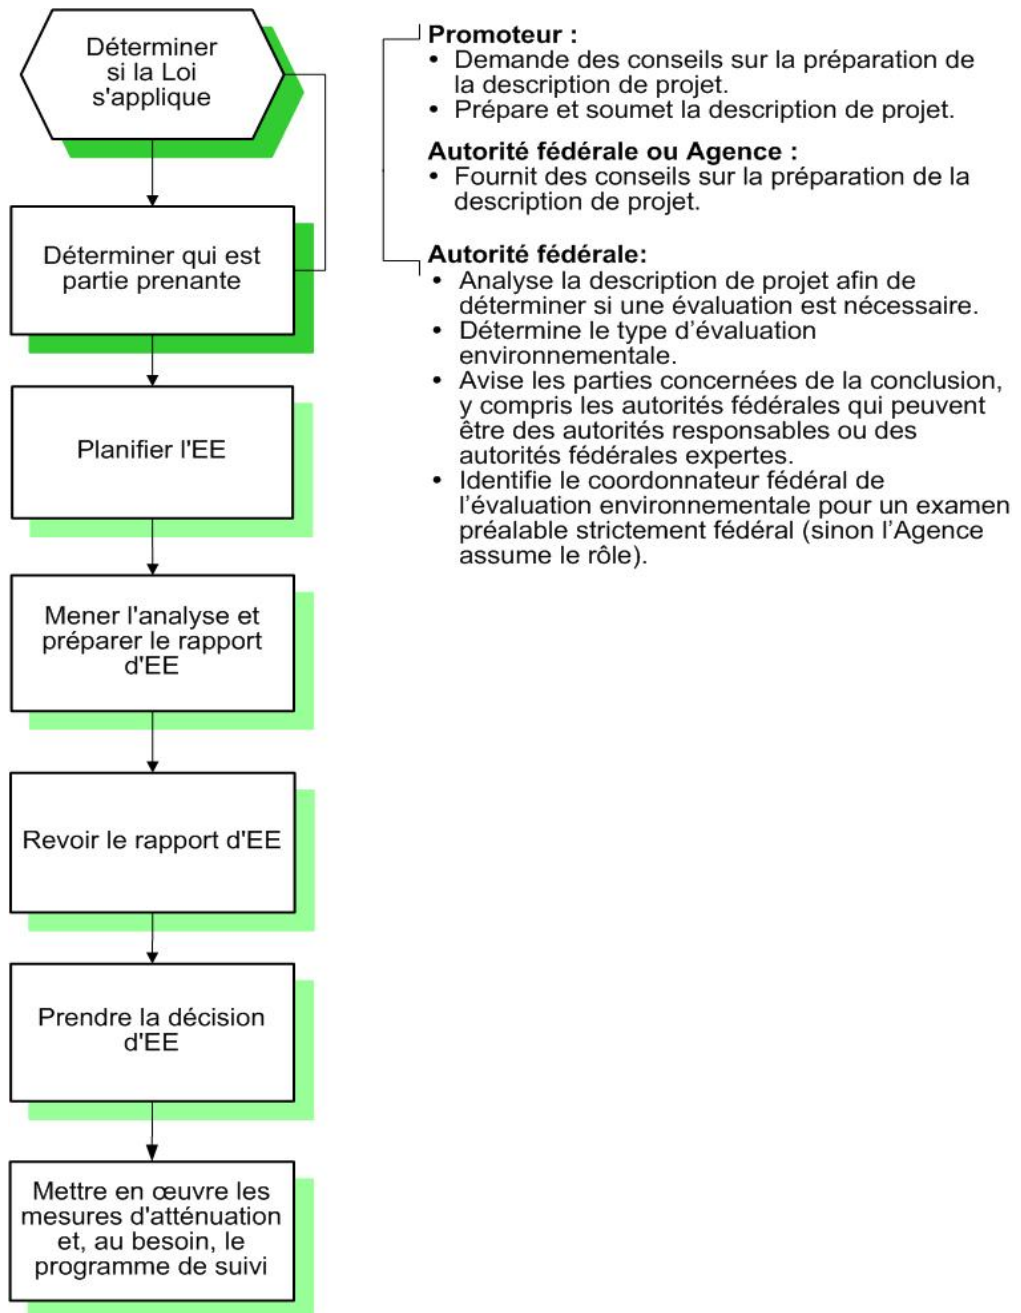 Déterminer
si la Loi
s'applique
Déterminer qui est
partie prenante
Planifier l'EE
Mener l'analyse et
préparer le rapport
d'EE
Revoir le rapport d'EE
Prendre la décision
d'EE
Mettre en œuvre les
mesures d'atténuation
et, au besoin, le
programme de suivi
Promoteur :
• Demande des conseils sur la préparation de
la description de projet.
• Prépare et soumet la description de projet.
Autorité fédérale ou Agence :
• Fournit des conseils sur la préparation de la
description de projet.
Autorité fédérale:
• Analyse la description de projet afin de
déterminer si une évaluation est nécessaire.
• Détermine le type d’évaluation
environnementale.
• Avise les parties concernées de la conclusion,
y compris les autorités fédérales qui peuvent
être des autorités responsables ou des
autorités fédérales expertes.
• Identifie le coordonnateur fédéral de
l’évaluation environnementale pour un examen
préalable strictement fédéral (sinon l’Agence
assume le rôle).